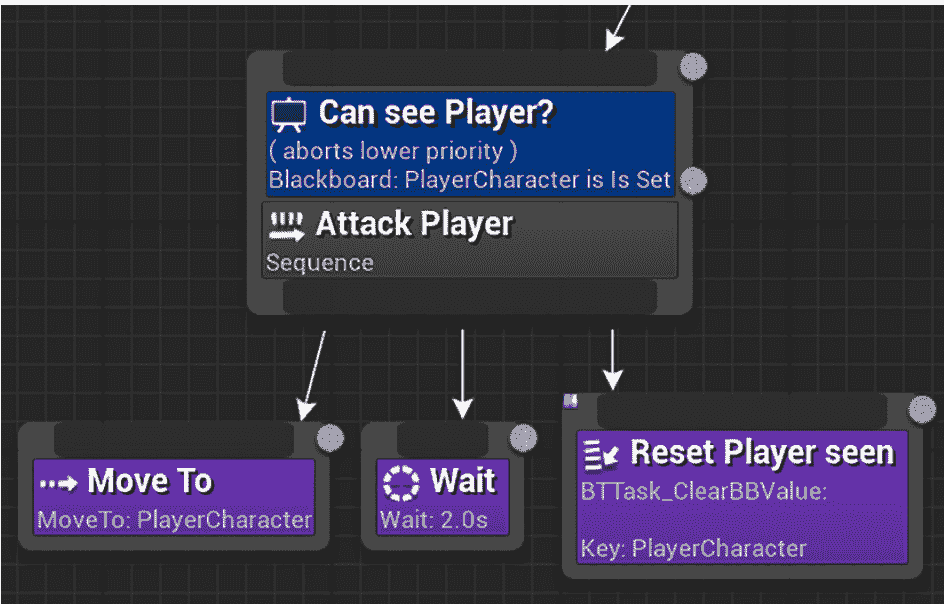 Can see Player?
( aborts lower priority )
Blackboard: PlayerCharacter is Is Set
Attack Player
Sequence
Move To
MoveTo: PlayerCharacter
Wait
Wait: 2.0s
Reset Player seen
BTTask_ClearBBValue:
Key: PlayerCharacter